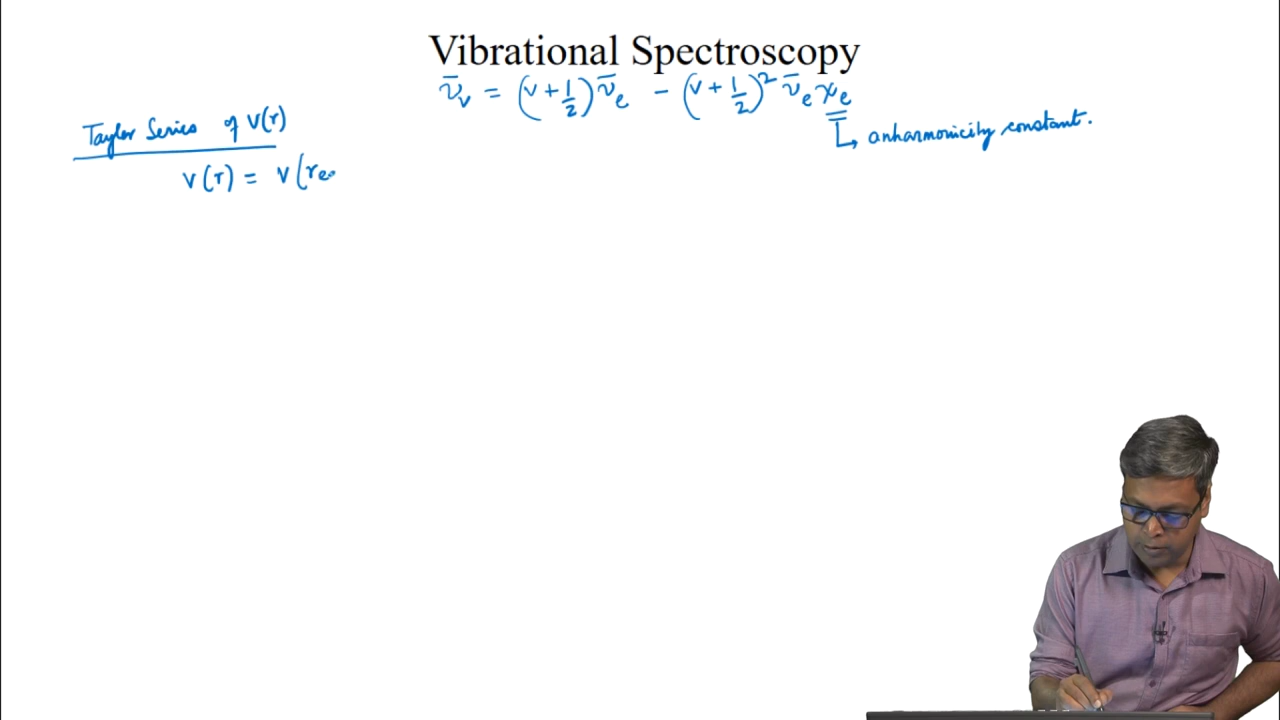 Vibrational Spectroscopy
ν̄ᵥ = (v + 1/2) ν̄ₑ - (v + 1/2)² ν̄ₑ xₑ
↳ anharmonicity constant.
Taylor Series of V(r)
V(r) = V(re